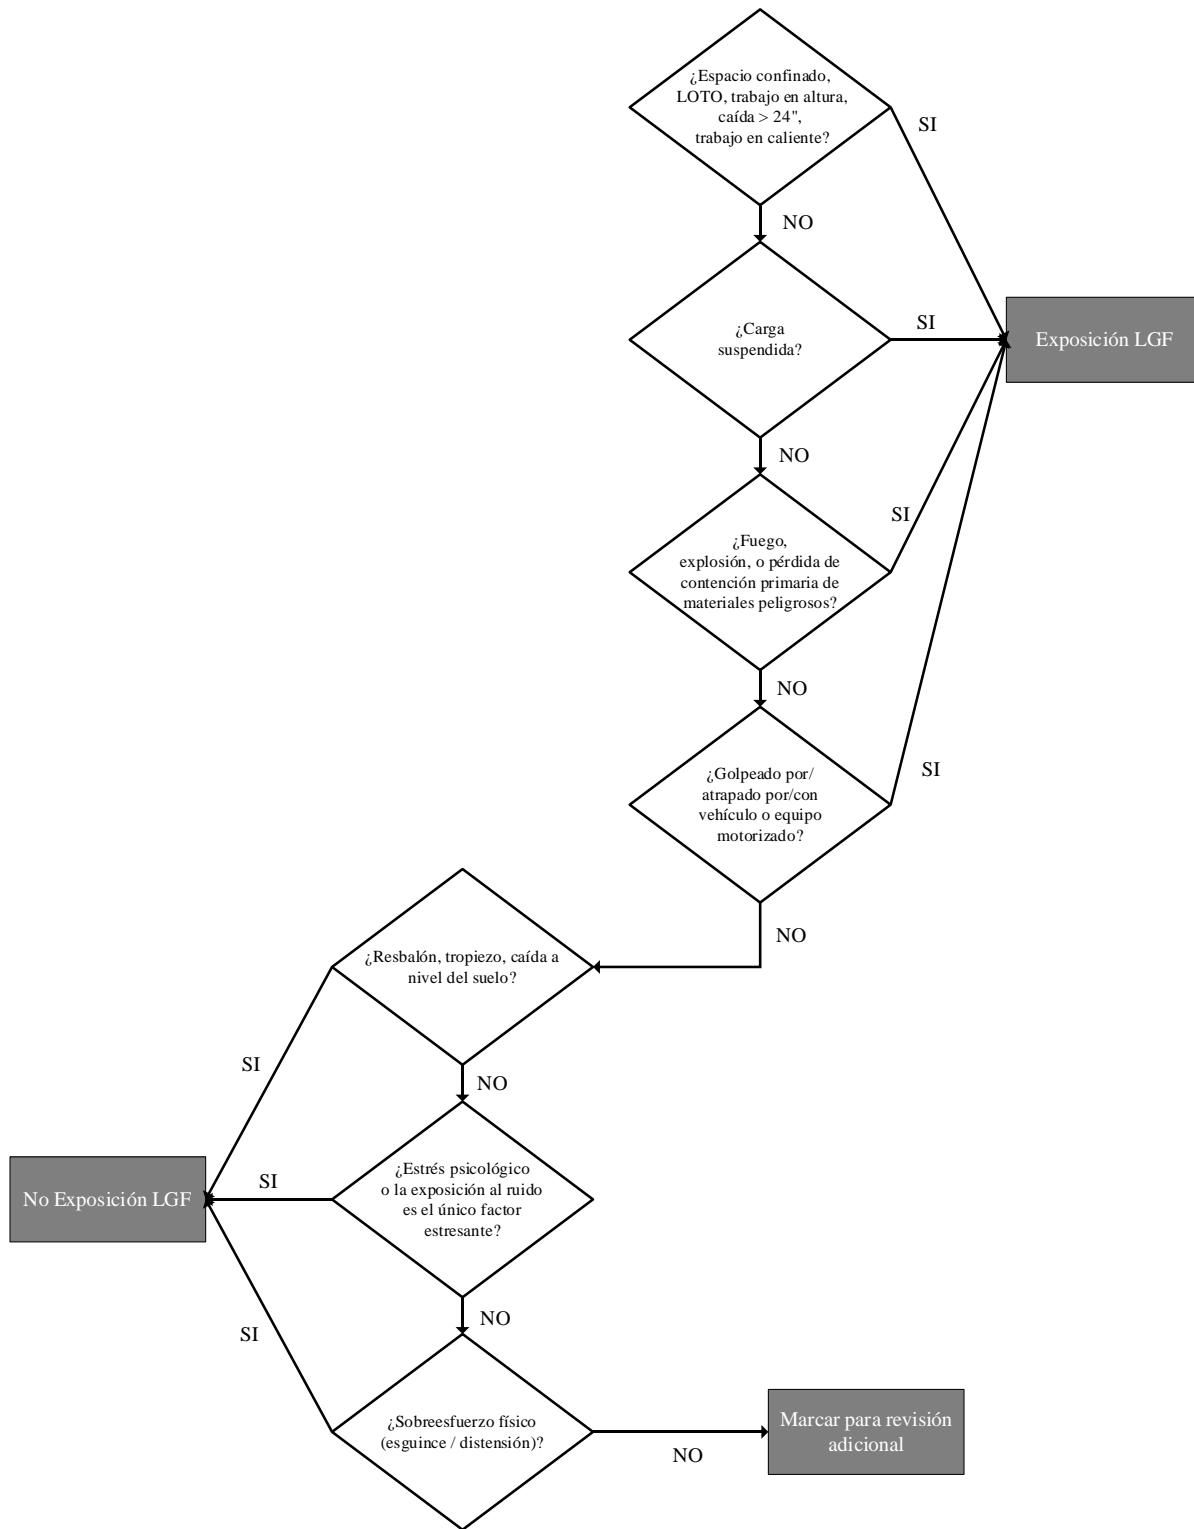 ¿Espacio confinado,
LOTO, trabajo en altura,
caída > 24",
trabajo en caliente?
SI
NO
¿Carga
suspendida?
SI
Exposición LGF
NO
¿Fuego,
explosión, o pérdida de
contención primaria de
materiales peligrosos?
SI
NO
¿Golpeado por/
atrapado por/con
vehículo o equipo
motorizado?
SI
NO
¿Resbalón, tropiezo, caída a
nivel del suelo?
SI
NO
¿Estrés psicológico
o la exposición al ruido
es el único factor
estresante?
SI
No Exposición LGF
NO
SI
¿Sobreesfuerzo físico
(esguince / distensión)?
NO
Marcar para revisión
adicional